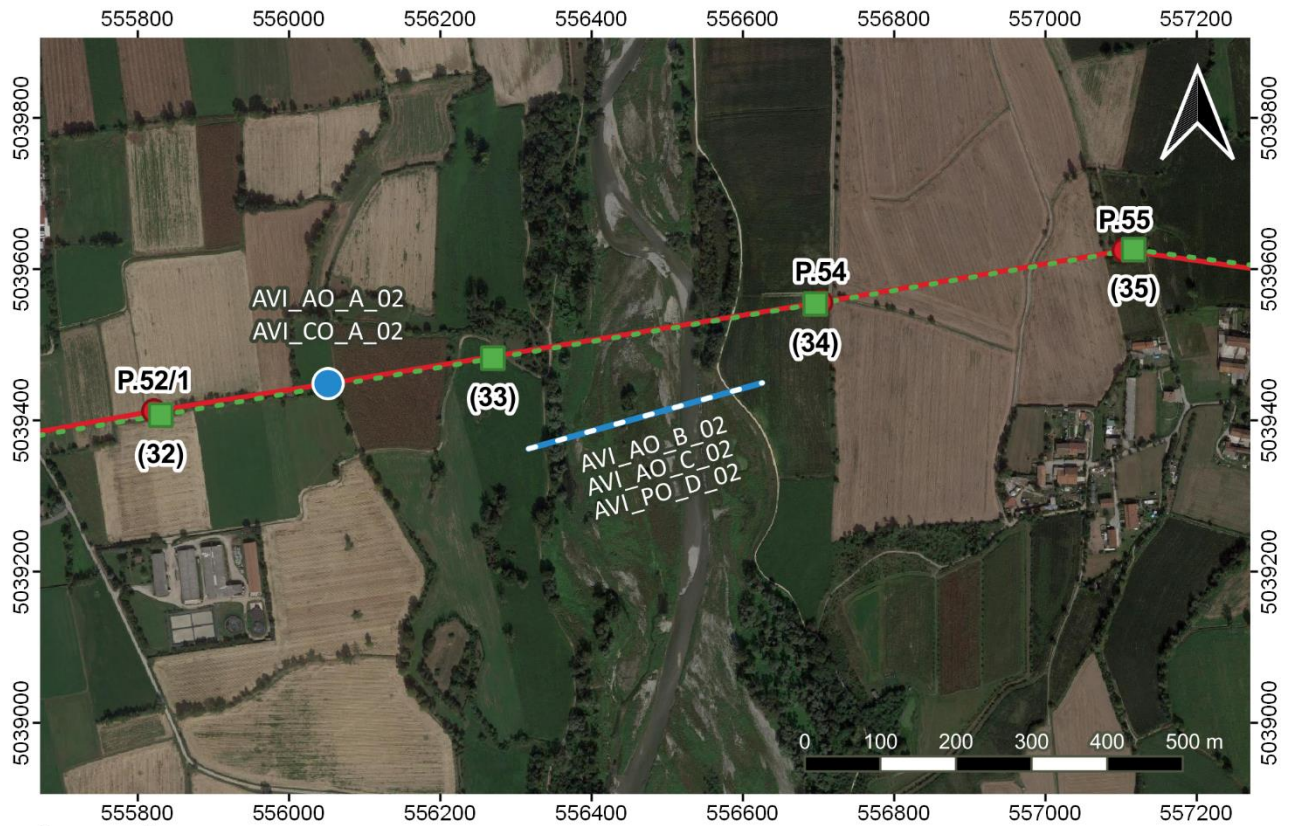 555800 556000 556200 556400 556600 556800 557000 557200
5039800 5039800
P.55
5039600 5039600
P.54
(35)
AVI_AO_A_02
AVI_CO_A_02
(34)
P.52/1
(33)
5039400 5039400
(32)
AVI_AO_B_02
AVI_AO_C_02
AVI_PO_D_02
5039200 5039200
5039000 5039000
0 100 200 300 400 500 m
555800 556000 556200 556400 556600 556800 557000 557200